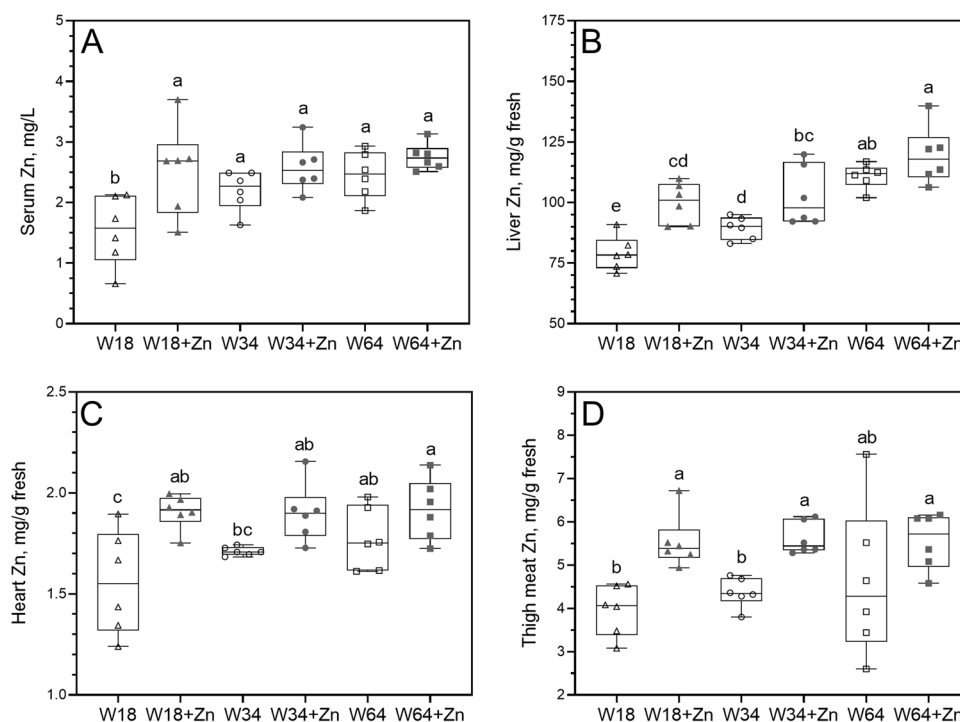 A
Serum Zn, mg/L
5
4
3
2
1
0
b
a
a
a
a
a
W18 W18+Zn W34 W34+Zn W64 W64+Zn
B
Liver Zn, mg/kg fresh
175
150
125
100
75
50
e
cd
d
bc
ab
a
W18 W18+Zn W34 W34+Zn W64 W64+Zn
C
Heart Zn, mg/g fresh
2.5
2.0
1.5
1.0
c
ab
bc
ab
ab
a
W18 W18+Zn W34 W34+Zn W64 W64+Zn
D
Thigh meat Zn, mg/g fresh
9
8
7
6
5
4
3
2
b
a
b
a
ab
a
W18 W18+Zn W34 W34+Zn W64 W64+Zn